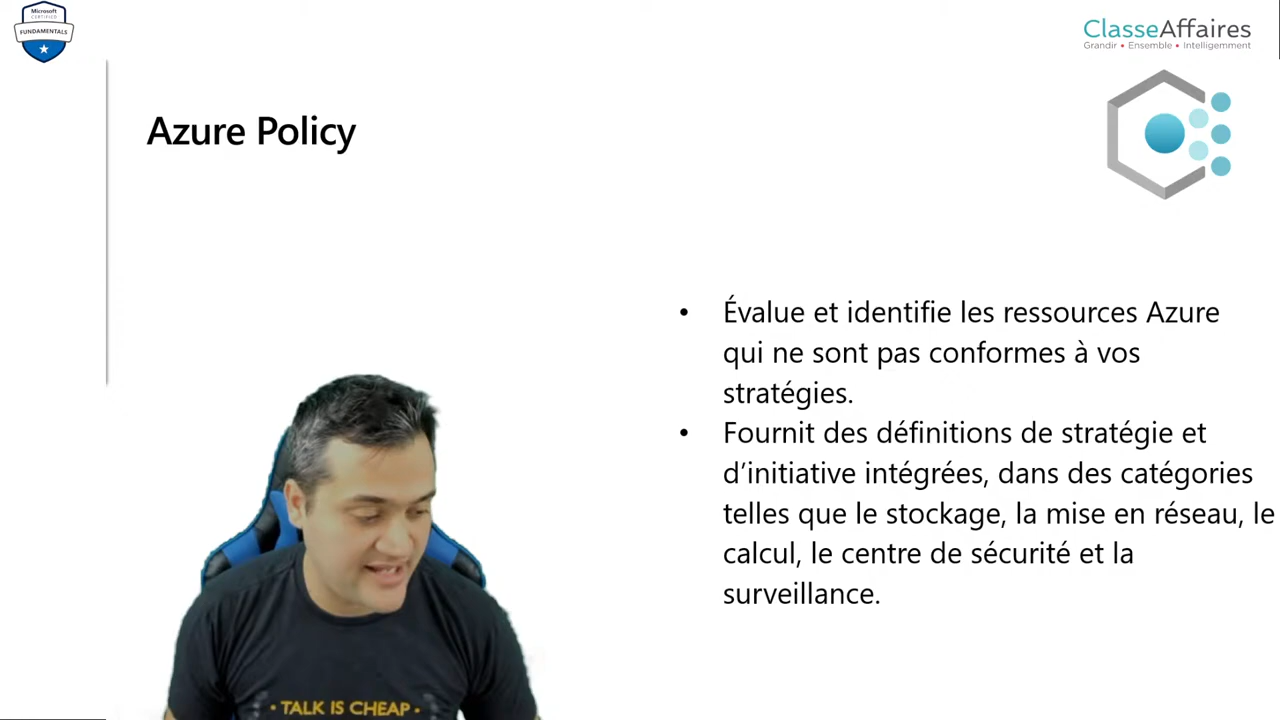 Microsoft
CERTIFIED
FUNDAMENTALS
ClasseAffaires
Grandir • Ensemble • Intelligemment
Azure Policy
• Évalue et identifie les ressources Azure
qui ne sont pas conformes à vos
stratégies.
• Fournit des définitions de stratégie et
d’initiative intégrées, dans des catégories
telles que le stockage, la mise en réseau, le
calcul, le centre de sécurité et la
surveillance.
• TALK IS CHEAP •